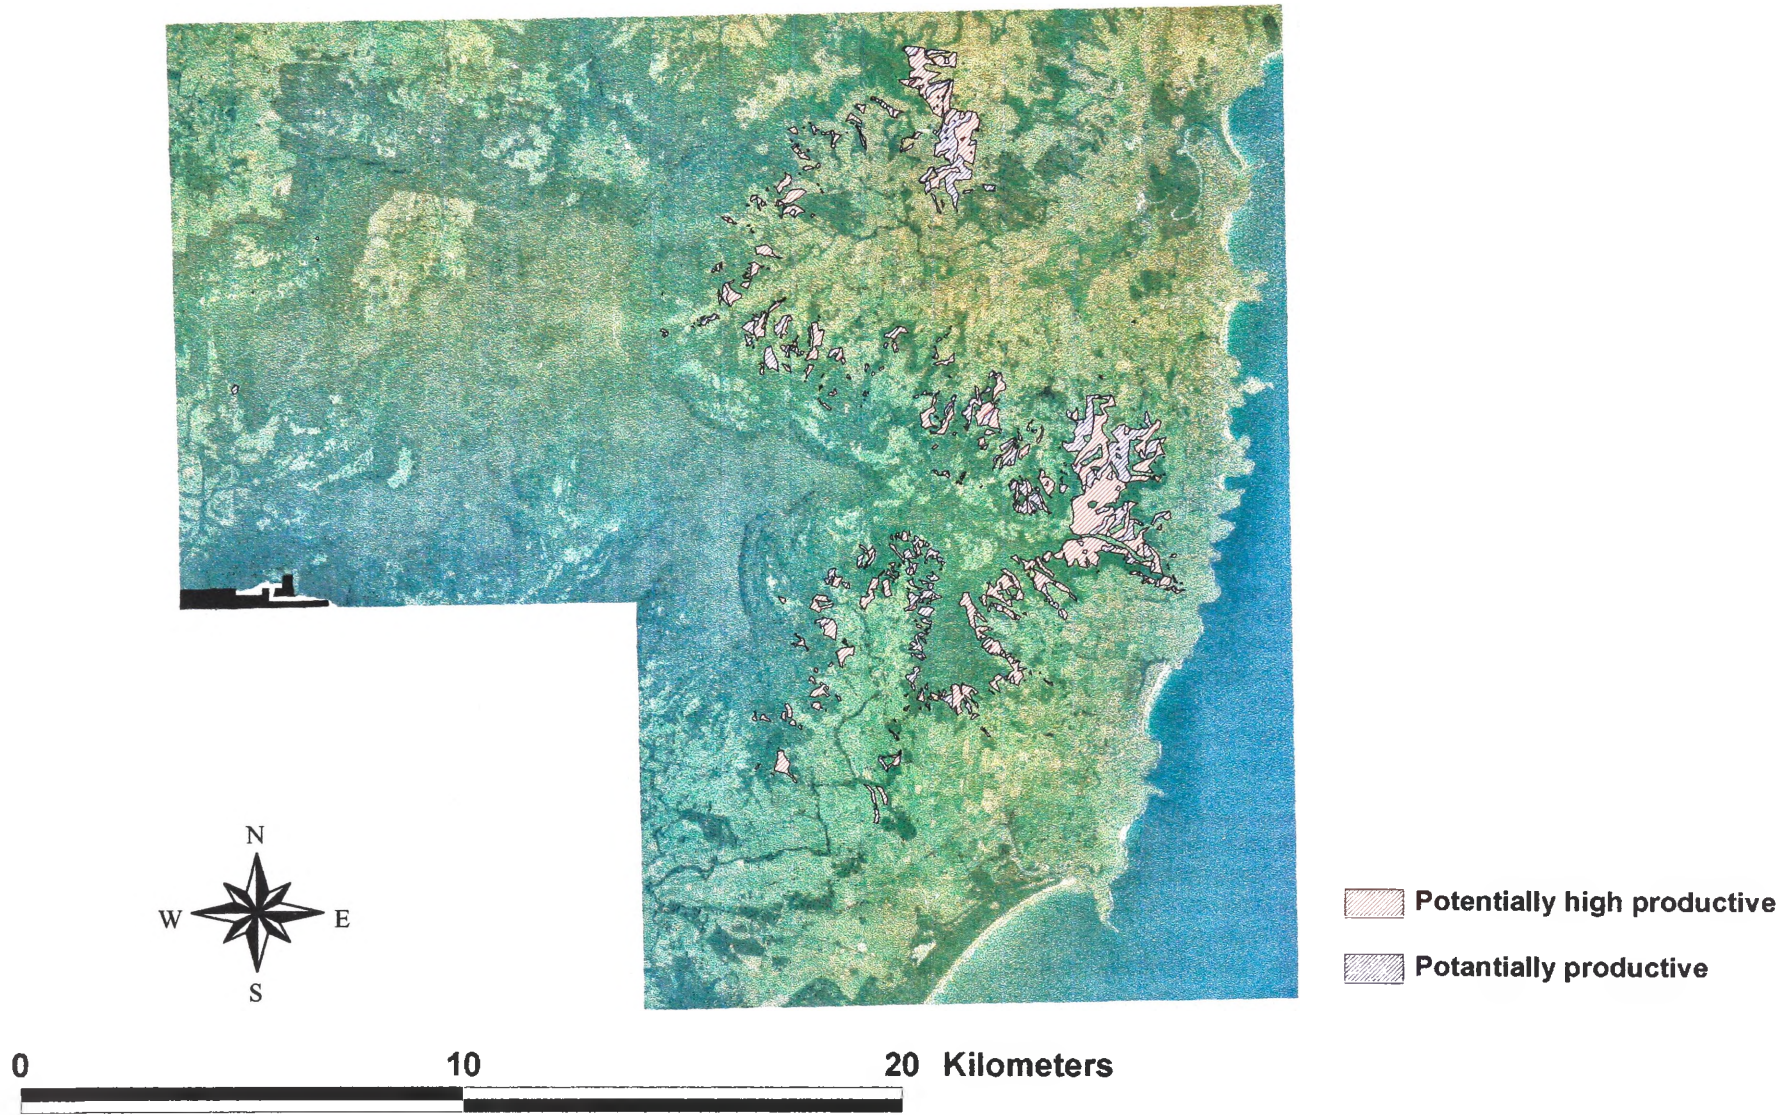 N
W E
S
Potentially high productive
Potantially productive
0 10 20 Kilometers